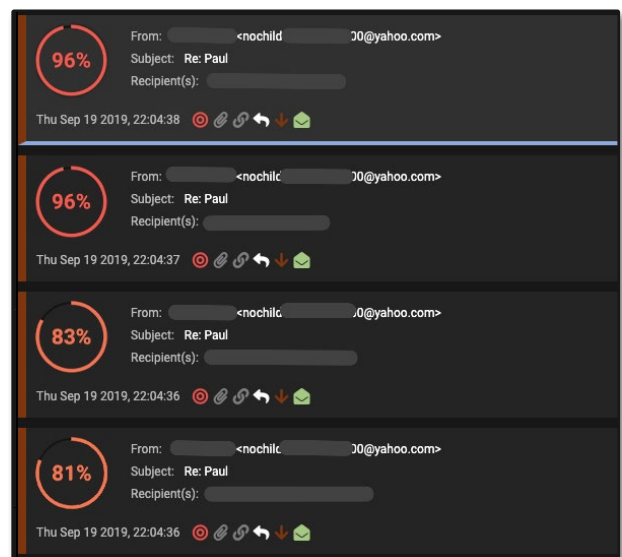 96%
From: <nochild 00@yahoo.com>
Subject: Re: Paul
Recipient(s):
Thu Sep 19 2019, 22:04:38
96%
From: <nochilc 00@yahoo.com>
Subject: Re: Paul
Recipient(s):
Thu Sep 19 2019, 22:04:37
83%
From: <nochilc 00@yahoo.com>
Subject: Re: Paul
Recipient(s):
Thu Sep 19 2019, 22:04:36
81%
From: <nochilc 00@yahoo.com>
Subject: Re: Paul
Recipient(s):
Thu Sep 19 2019, 22:04:36